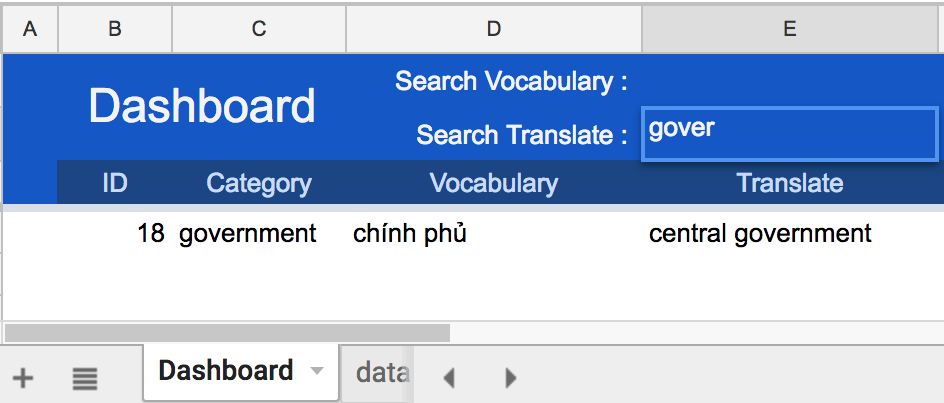 A B C D E
Dashboard
Search Vocabulary :
Search Translate : gover
ID Category Vocabulary Translate
18 government chính phủ central government
Dashboard data